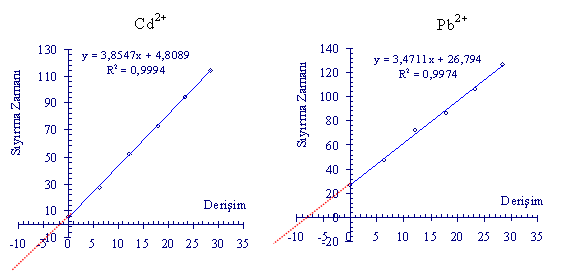 Cd2+
y = 3,8547x + 4,8089
R2 = 0,9994
Sıyırma Zamanı
130
110
90
70
50
30
10
-10
Derişim
-10 -5 0 5 10 15 20 25 30 35
Pb2+
y = 3,4711x + 26,794
R2 = 0,9974
Sıyırma Zamanı
140
120
100
80
60
40
20
0
-20
Derişim
-10 -5 0 5 10 15 20 25 30 35